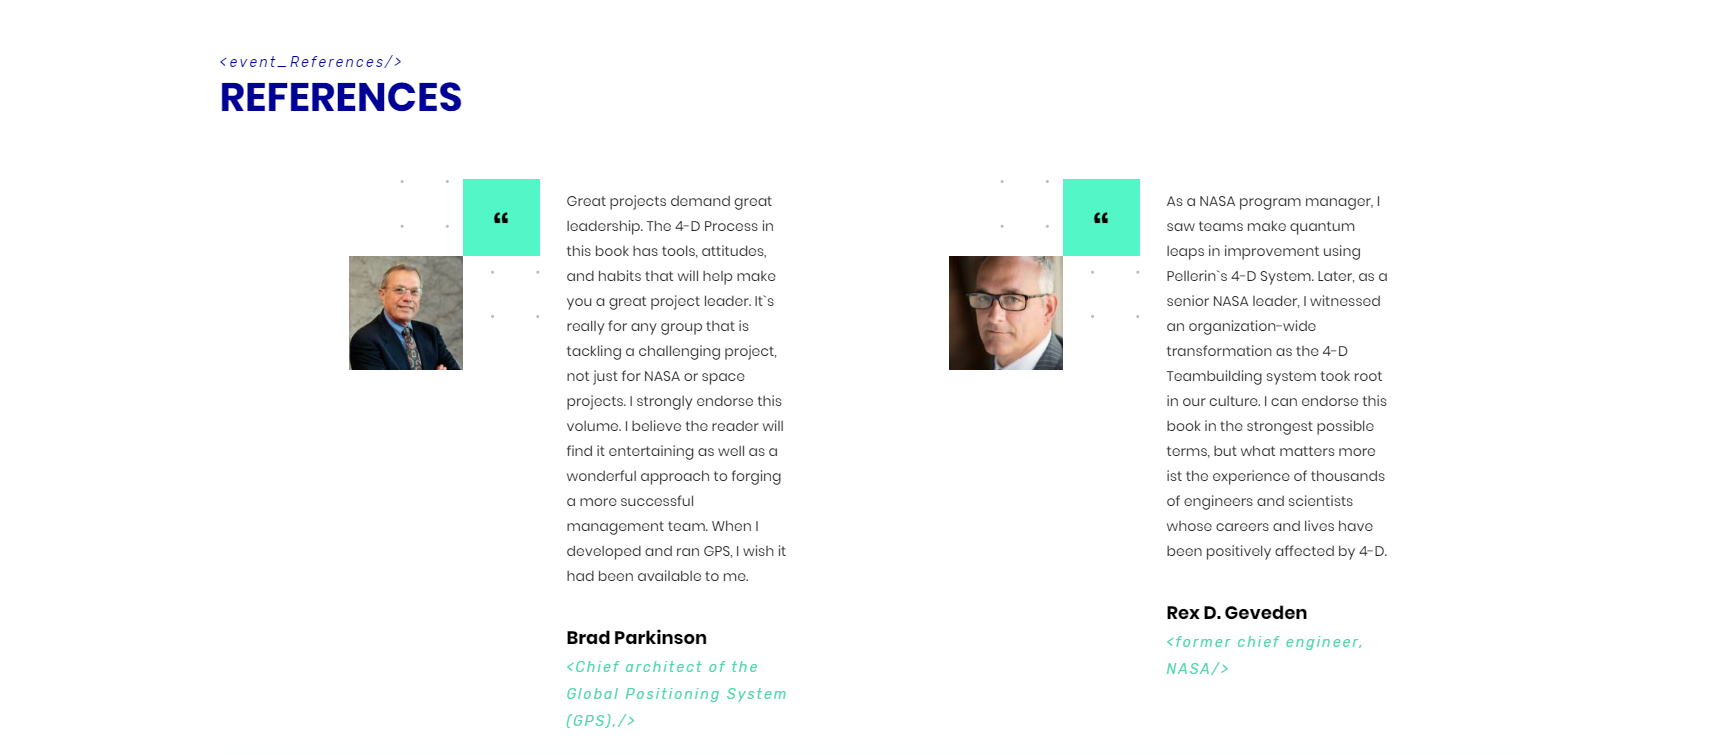 <event_References/>
REFERENCES
“
Great projects demand great
leadership. The 4-D Process in
this book has tools, attitudes,
and habits that will help make
you a great project leader. It`s
really for any group that is
tackling a challenging project,
not just for NASA or space
projects. I strongly endorse this
volume. I believe the reader will
find it entertaining as well as a
wonderful approach to forging
a more successful
management team. When I
developed and ran GPS, I wish it
had been available to me.
Brad Parkinson
<Chief architect of the
Global Positioning System
(GPS),/>
“
As a NASA program manager, I
saw teams make quantum
leaps in improvement using
Pellerin`s 4-D System. Later, as a
senior NASA leader, I witnessed
an organization-wide
transformation as the 4-D
Teambuilding system took root
in our culture. I can endorse this
book in the strongest possible
terms, but what matters more
ist the experience of thousands
of engineers and scientists
whose careers and lives have
been positively affected by 4-D.
Rex D. Geveden
<former chief engineer,
NASA/>